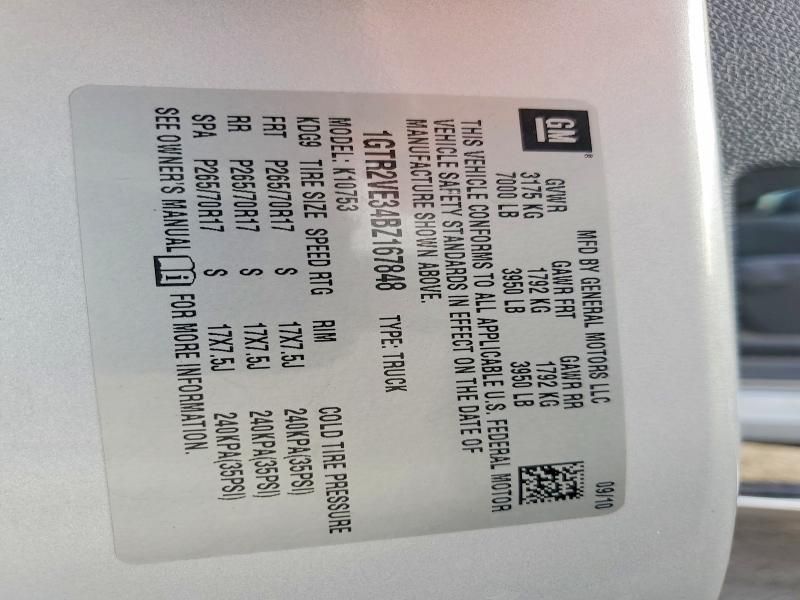 GM ® MFD BY GENERAL MOTORS LLC 09/10
GVWR GAWR FRT GAWR RR
3175 KG 1792 KG 1792 KG
7000 LB 3950 LB 3950 LB
THIS VEHICLE CONFORMS TO ALL APPLICABLE U.S. FEDERAL MOTOR
VEHICLE SAFETY STANDARDS IN EFFECT ON THE DATE OF
MANUFACTURE SHOWN ABOVE.
1GTR2VE34BZ167848 TYPE: TRUCK
MODEL: K10753
KDG9 TIRE SIZE SPEED RTG RIM COLD TIRE PRESSURE
FRT P265/70R17 S 17X7.5J 240KPA(35PSI)
RR P265/70R17 S 17X7.5J 240KPA(35PSI)
SPA P265/70R17 S 17X7.5J 240KPA(35PSI)
SEE OWNER'S MANUAL FOR MORE INFORMATION.